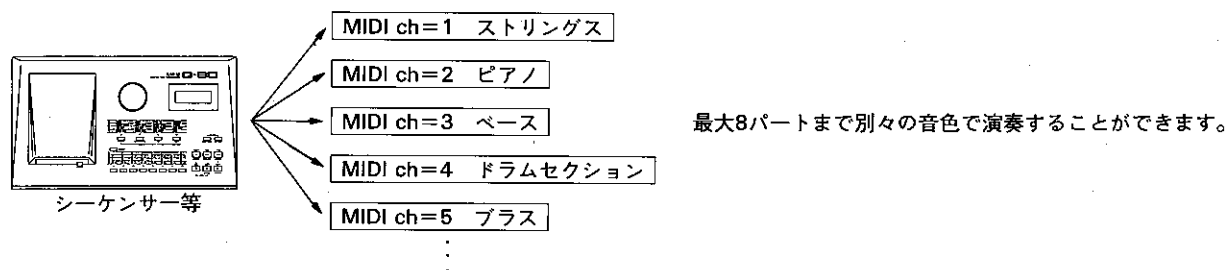 MIDI ch=1 ストリングス
MIDI ch=2 ピアノ
MIDI ch=3 ベース
最大8パートまで別々の音色で演奏することができます。
MIDI ch=4 ドラムセクション
シーケンサー等
MIDI ch=5 ブラス